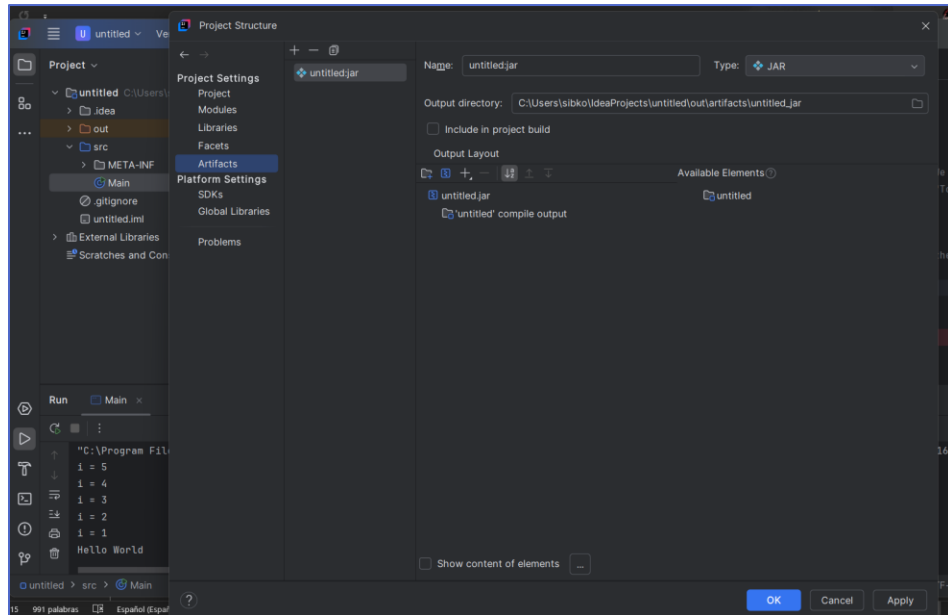 U untitled Ve
Project
untitled C:\Users\
.idea
out
src
META-INF
Main
.gitignore
untitled.iml
External Libraries
Scratches and Con
Run Main
"C:\Program Fil
i = 5
i = 4
i = 3
i = 2
i = 1
Hello World
untitled > src > Main
15 991 palabras Español (Españ
Project Structure
Project Settings
Project
Modules
Libraries
Facets
Artifacts
Platform Settings
SDKs
Global Libraries
Problems
untitled:jar
Name: untitled:jar Type: JAR
Output directory: C:\Users\sibko\IdeaProjects\untitled\out\artifacts\untitled_jar
Include in project build
Output Layout
Available Elements ?
untitled.jar untitled
'untitled' compile output
Show content of elements ...
? OK Cancel Apply